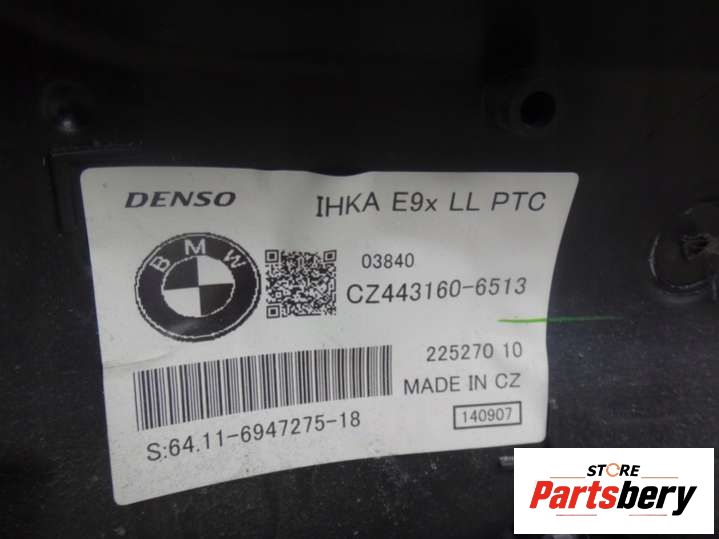 DENSO IHKA E9x LL PTC
BMW
03840
CZ443160-6513
225270 10
MADE IN CZ
140907
S:64.11-6947275-18
STORE
Partsbery